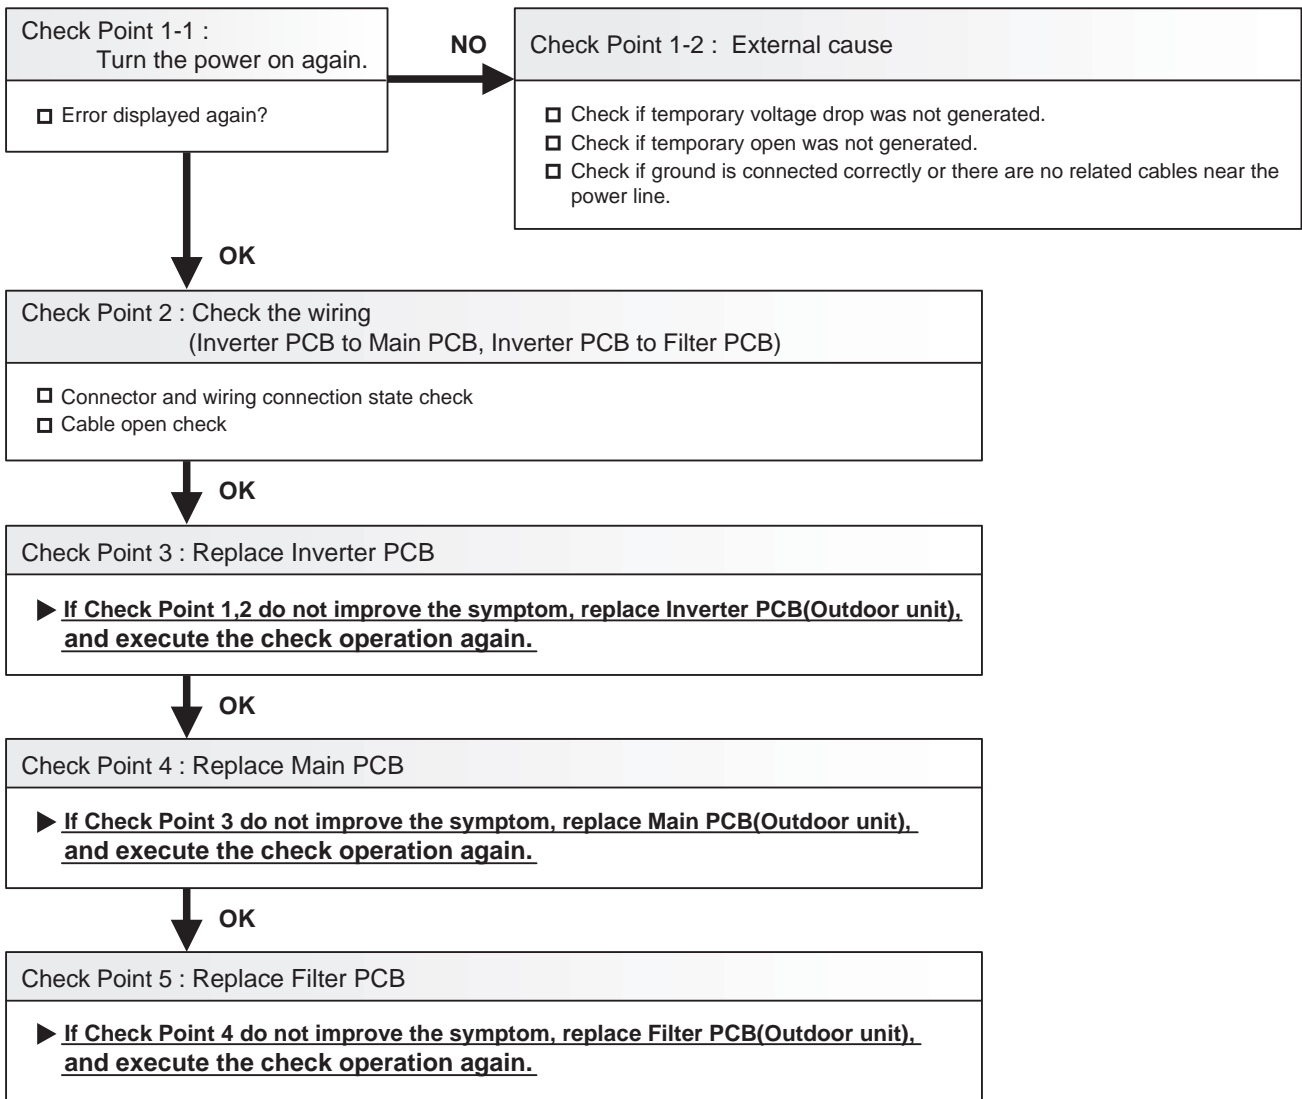 Check Point 1-1 :
Turn the power on again.
Error displayed again?
NO
Check Point 1-2 : External cause
Check if temporary voltage drop was not generated.
Check if temporary open was not generated.
Check if ground is connected correctly or there are no related cables near the
power line.
OK
Check Point 2 : Check the wiring
(Inverter PCB to Main PCB, Inverter PCB to Filter PCB)
Connector and wiring connection state check
Cable open check
OK
Check Point 3 : Replace Inverter PCB
If Check Point 1,2 do not improve the symptom, replace Inverter PCB(Outdoor unit),
and execute the check operation again.
OK
Check Point 4 : Replace Main PCB
If Check Point 3 do not improve the symptom, replace Main PCB(Outdoor unit),
and execute the check operation again.
OK
Check Point 5 : Replace Filter PCB
If Check Point 4 do not improve the symptom, replace Filter PCB(Outdoor unit),
and execute the check operation again.